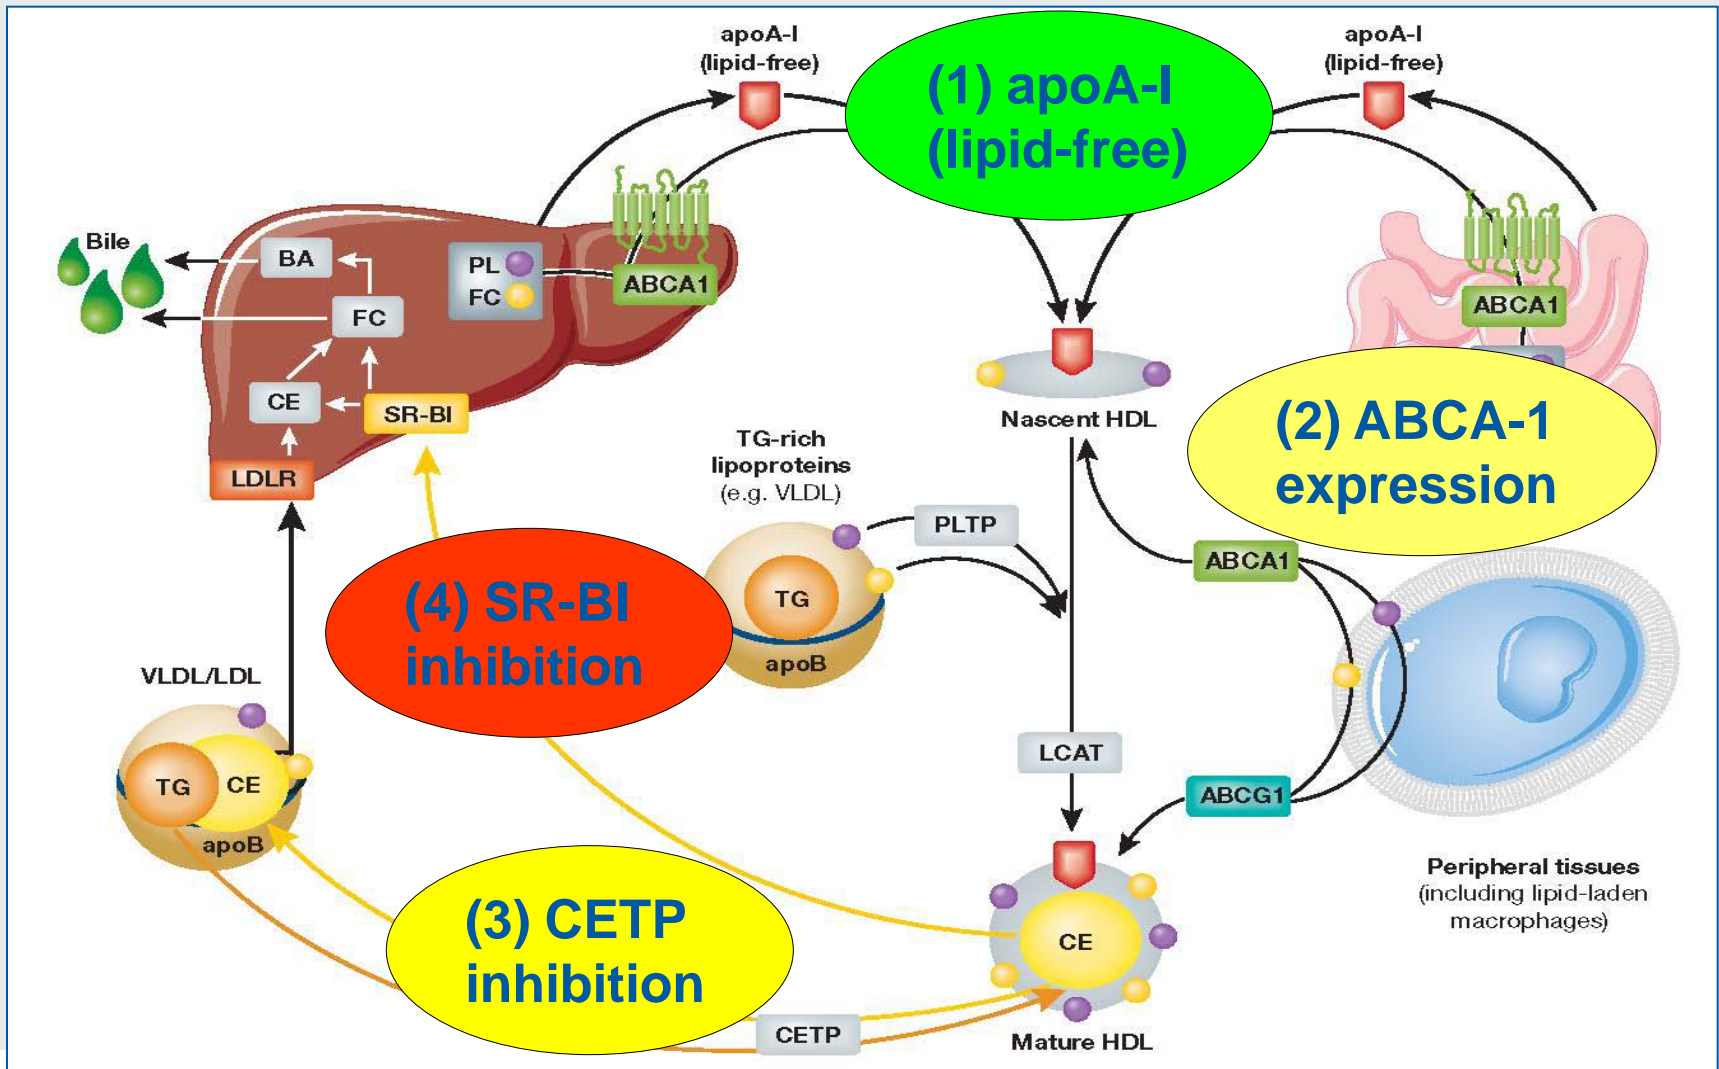 apoA-I
(lipid-free)
(1) apoA-I
(lipid-free)
apoA-I
(lipid-free)
Bile
BA
PL
FC
ABCA1
FC
ABCA1
CE
SR-BI
LDLR
Nascent HDL
(2) ABCA-1
expression
TG-rich
lipoproteins
(e.g. VLDL)
PLTP
ABCA1
(4) SR-BI
inhibition
TG
apoB
VLDL/LDL
LCAT
TG
CE
ABCG1
apoB
Peripheral tissues
(including lipid-laden
macrophages)
(3) CETP
inhibition
CE
CETP
Mature HDL